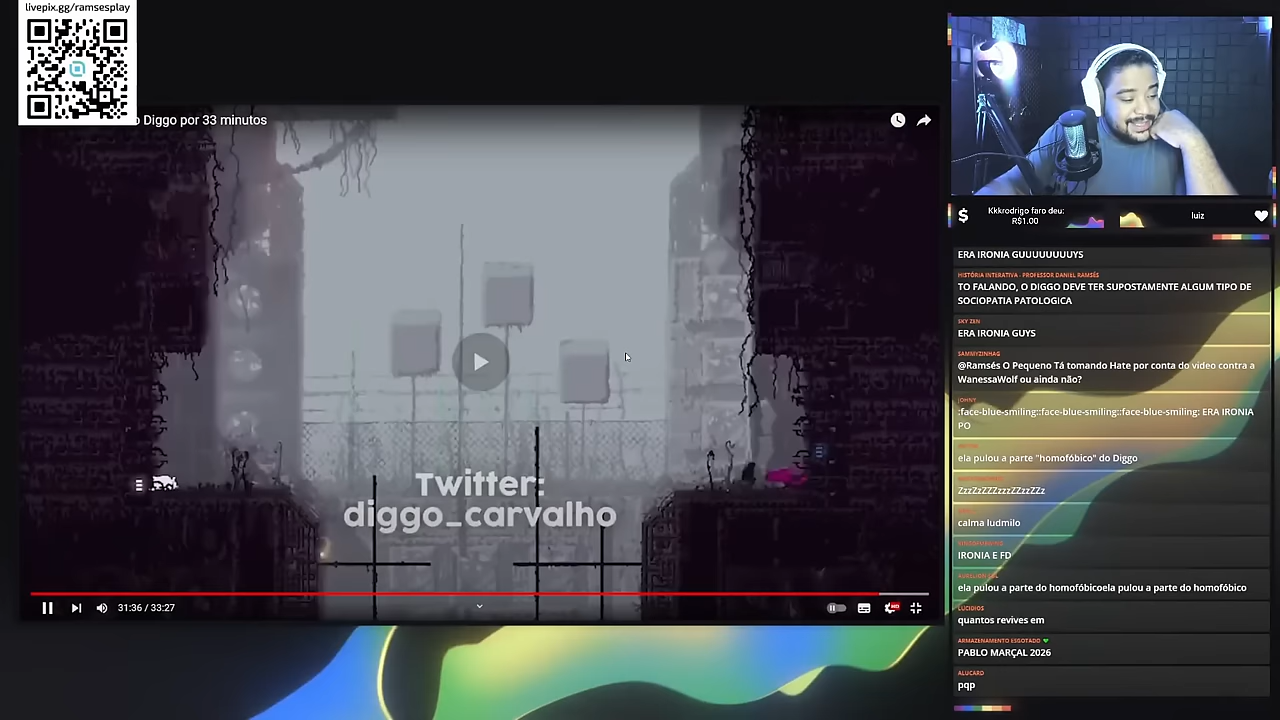 livepix.gg/ramsesplay
o Diggo por 33 minutos
Twitter:
diggo_carvalho
31:36 / 33:27
HD
$
Kkkrodrigo faro deu:
R$1.00
luiz
ERA IRONIA GUUUUUUUUYS
HISTÓRIA INTERATIVA - PROFESSOR DANIEL RAMSÉS
TO FALANDO, O DIGGO DEVE TER SUPOSTAMENTE ALGUM TIPO DE
SOCIOPATIA PATOLOGICA
SKY ZEN
ERA IRONIA GUYS
SAMMYZINHAG
@Ramsés O Pequeno Tá tomando Hate por conta do video contra a
WanessaWolf ou ainda não?
JOHNY
:face-blue-smiling::face-blue-smiling::face-blue-smiling: ERA IRONIA
PO
ela pulou a parte "homofóbico" do Diggo
ZzzZzZZZzzzZZzzZZz
calma ludmilo
IRONIA E FD
ela pulou a parte do homofóbicoela pulou a parte do homofóbico
LUCIDIOS
quantos revives em
ARMAZENAMENTO ESGOTADO
PABLO MARÇAL 2026
ALUCARD
pqp